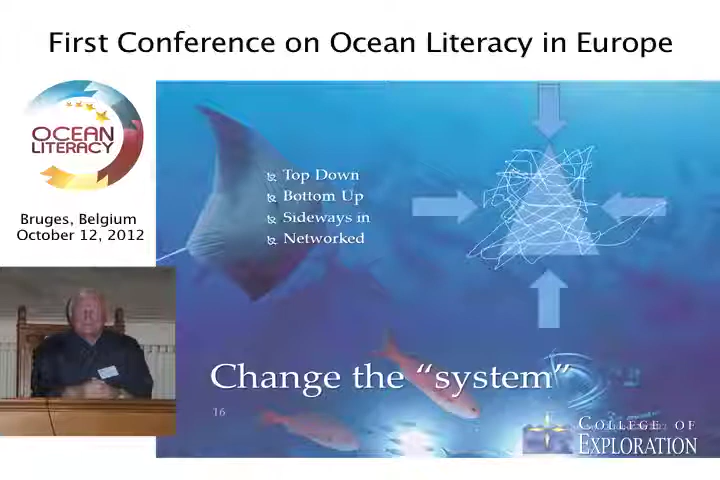 First Conference on Ocean Literacy in Europe
OCEAN
LITERACY
Bruges, Belgium
October 12, 2012
Top Down
Bottom Up
Sideways in
Networked
Change the “system”
16
COLLEGE OF
EXPLORATION